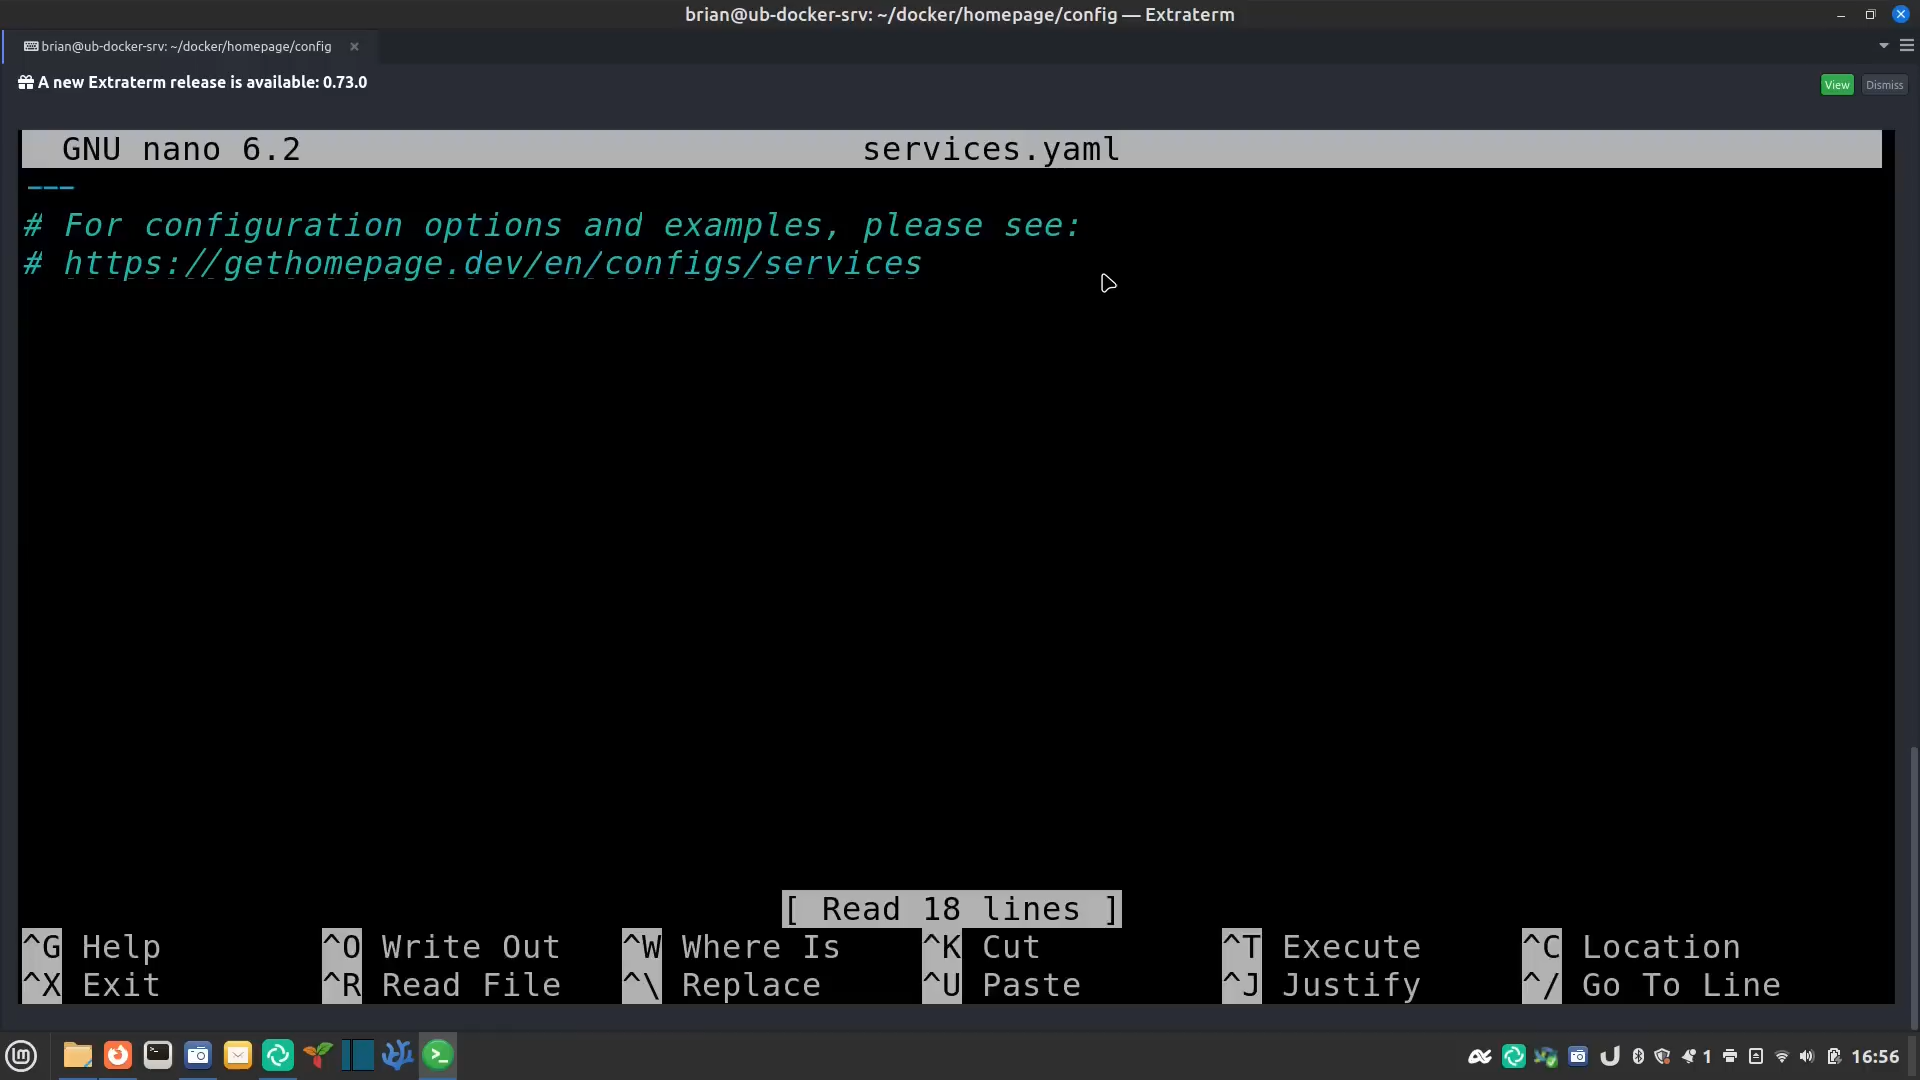 brian@ub-docker-srv: ~/docker/homepage/config — Extraterm
brian@ub-docker-srv: ~/docker/homepage/config
A new Extraterm release is available: 0.73.0
View
Dismiss
GNU nano 6.2 services.yaml
---
# For configuration options and examples, please see:
# https://gethomepage.dev/en/configs/services
[ Read 18 lines ]
^G Help ^O Write Out ^W Where Is ^K Cut ^T Execute ^C Location
^X Exit ^R Read File ^\ Replace ^U Paste ^J Justify ^/ Go To Line
1 16:56